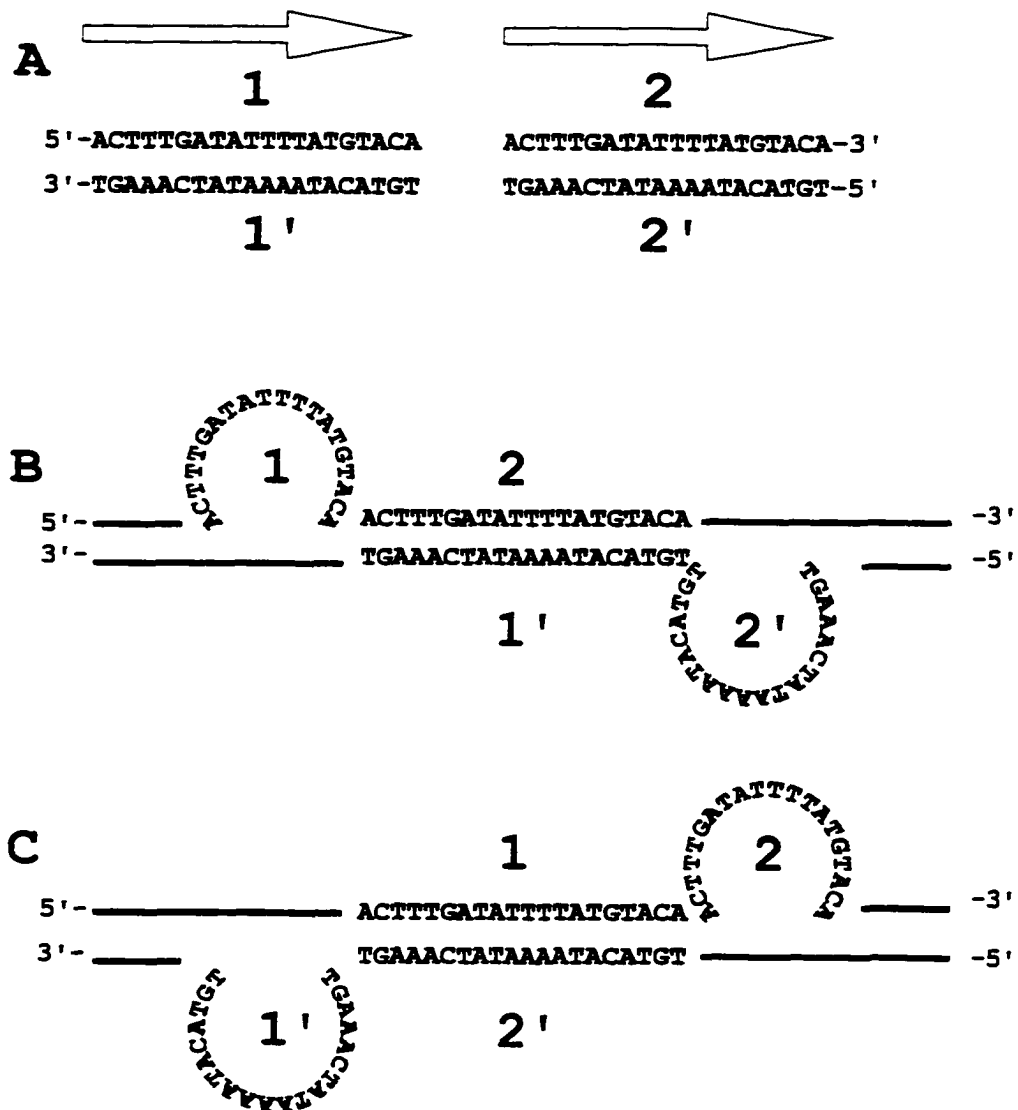 A
1 2
5'-ACTTTGATATTTTATGTACA ACTTTGATATTTTATGTACA-3'
3'-TGAAACTATAAAATACATGT TGAAACTATAAAATACATGT-5'
1' 2'
B
ACTTTGATATTTTATGTACA
1 2
5'- ACTTTGATATTTTATGTACA -3'
3'- TGAAACTATAAAATACATGT -5'
TGAAACTATAAAATACATGT
1' 2'
C
ACTTTGATATTTTATGTACA
1 2
5'- ACTTTGATATTTTATGTACA -3'
3'- TGAAACTATAAAATACATGT -5'
TGAAACTATAAAATACATGT
1' 2'